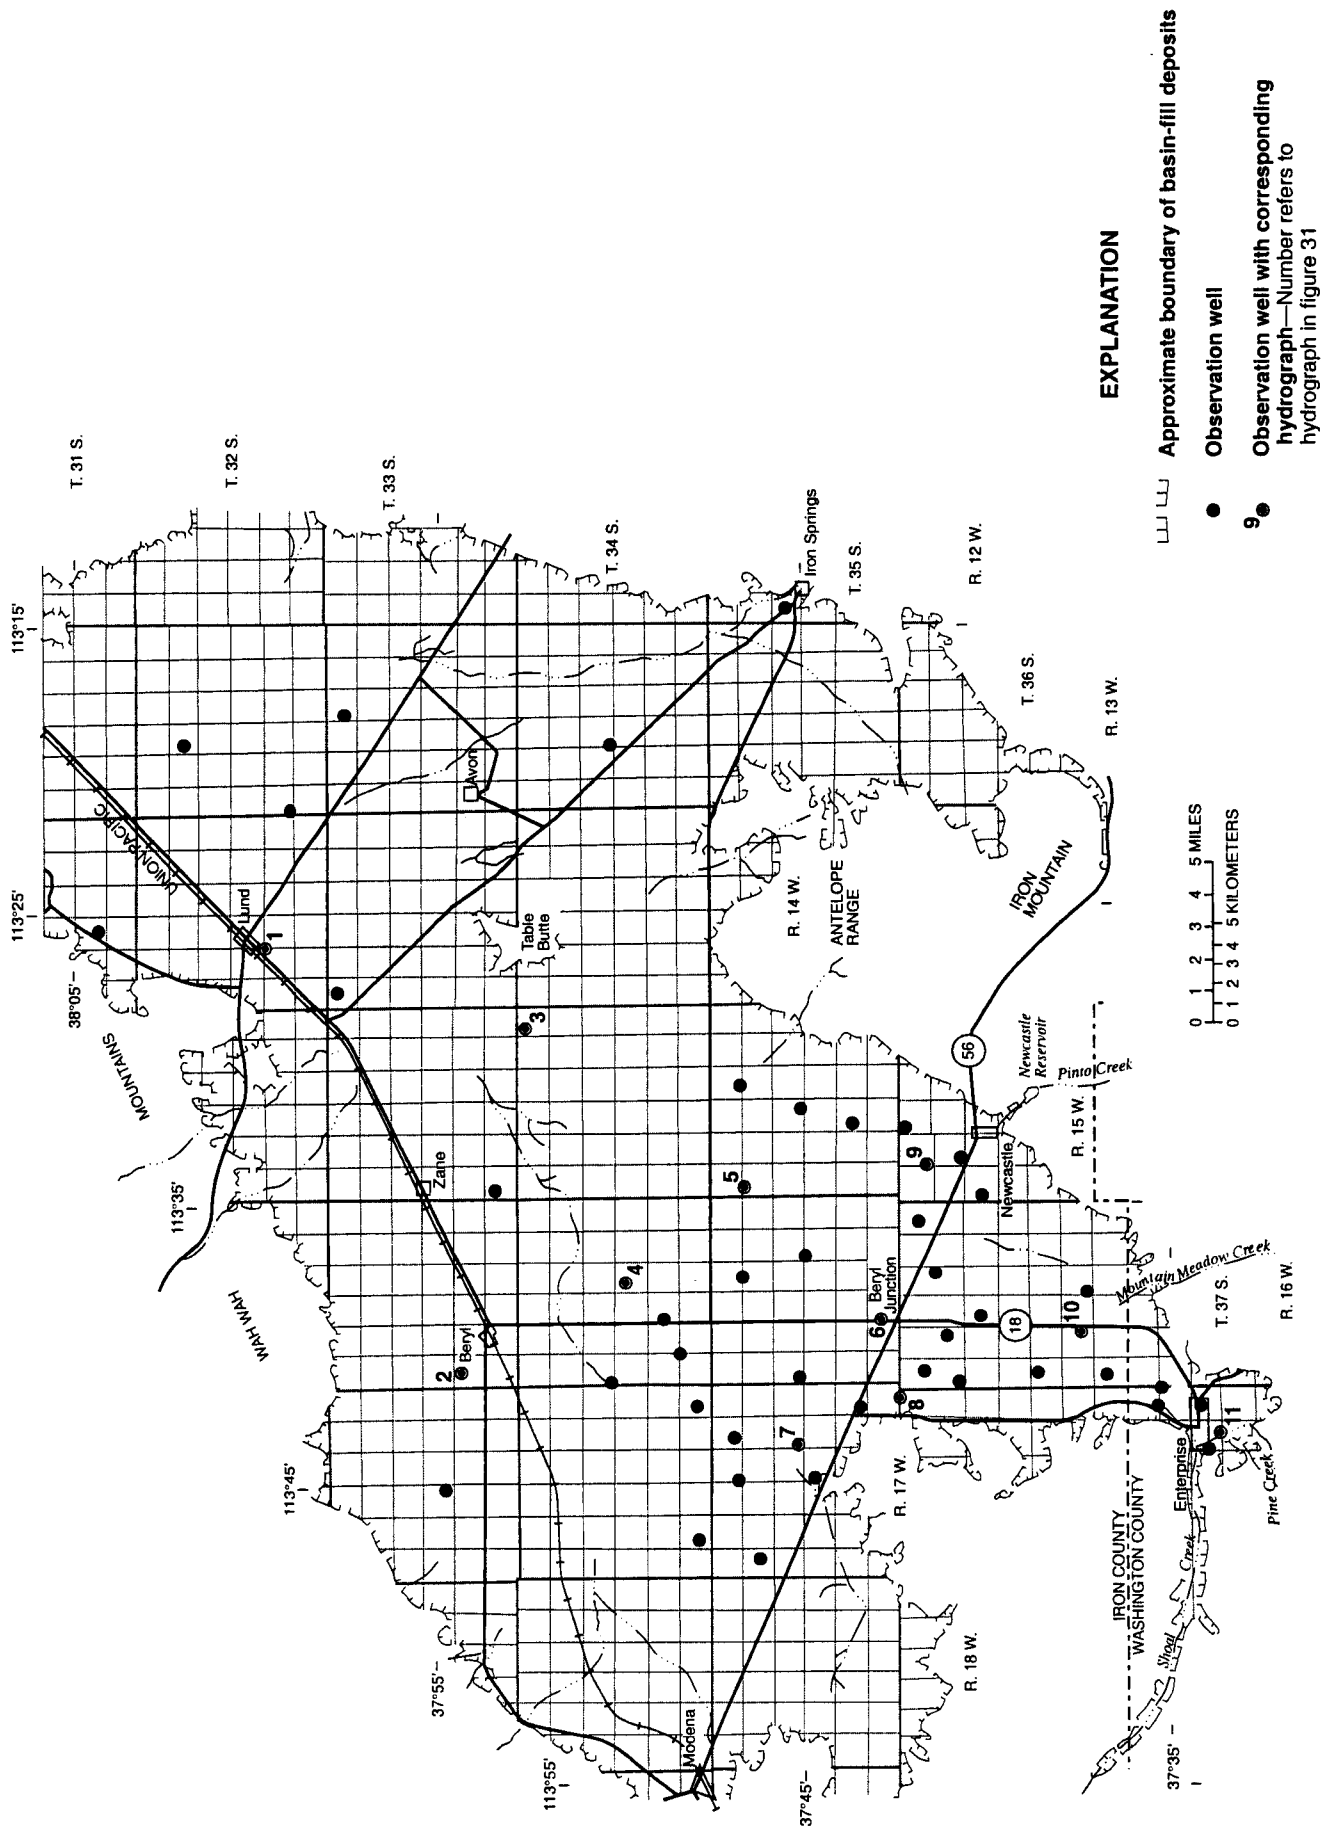 113°15'
T. 31 S.
T. 32 S.
T. 33 S.
T. 34 S.
Iron Springs
T. 35 S.
R. 12 W.
T. 36 S.
R. 13 W.
113°25'
UNION PACIFIC
Lund
1
Avon
38°05'
MOUNTAINS
Table
Butte
3
R. 14 W.
ANTELOPE
RANGE
IRON
MOUNTAIN
56
Newcastle
Reservoir
Pinto Creek
R. 15 W.
113°35'
Zane
5
9
Newcastle
WAH WAH
Beryl
2
4
Beryl
Junction
6
18
10
Mountain Meadow Creek
T. 37 S.
R. 16 W.
113°45'
7
8
R. 17 W.
Enterprise
11
Pine Creek
IRON COUNTY
WASHINGTON COUNTY
Shoal
Creek
37°55'
R. 18 W.
113°55'
Modena
37°45'
37°35'
0 1 2 3 4 5 MILES
0 1 2 3 4 5 KILOMETERS
EXPLANATION
Approximate boundary of basin-fill deposits
Observation well
9
Observation well with corresponding
hydrograph—Number refers to
hydrograph in figure 31